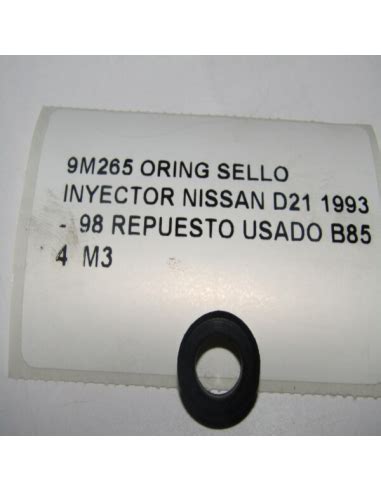 9M265 ORING SELLO
INYECTOR NISSAN D21 1993
- 98 REPUESTO USADO B85
4 M3